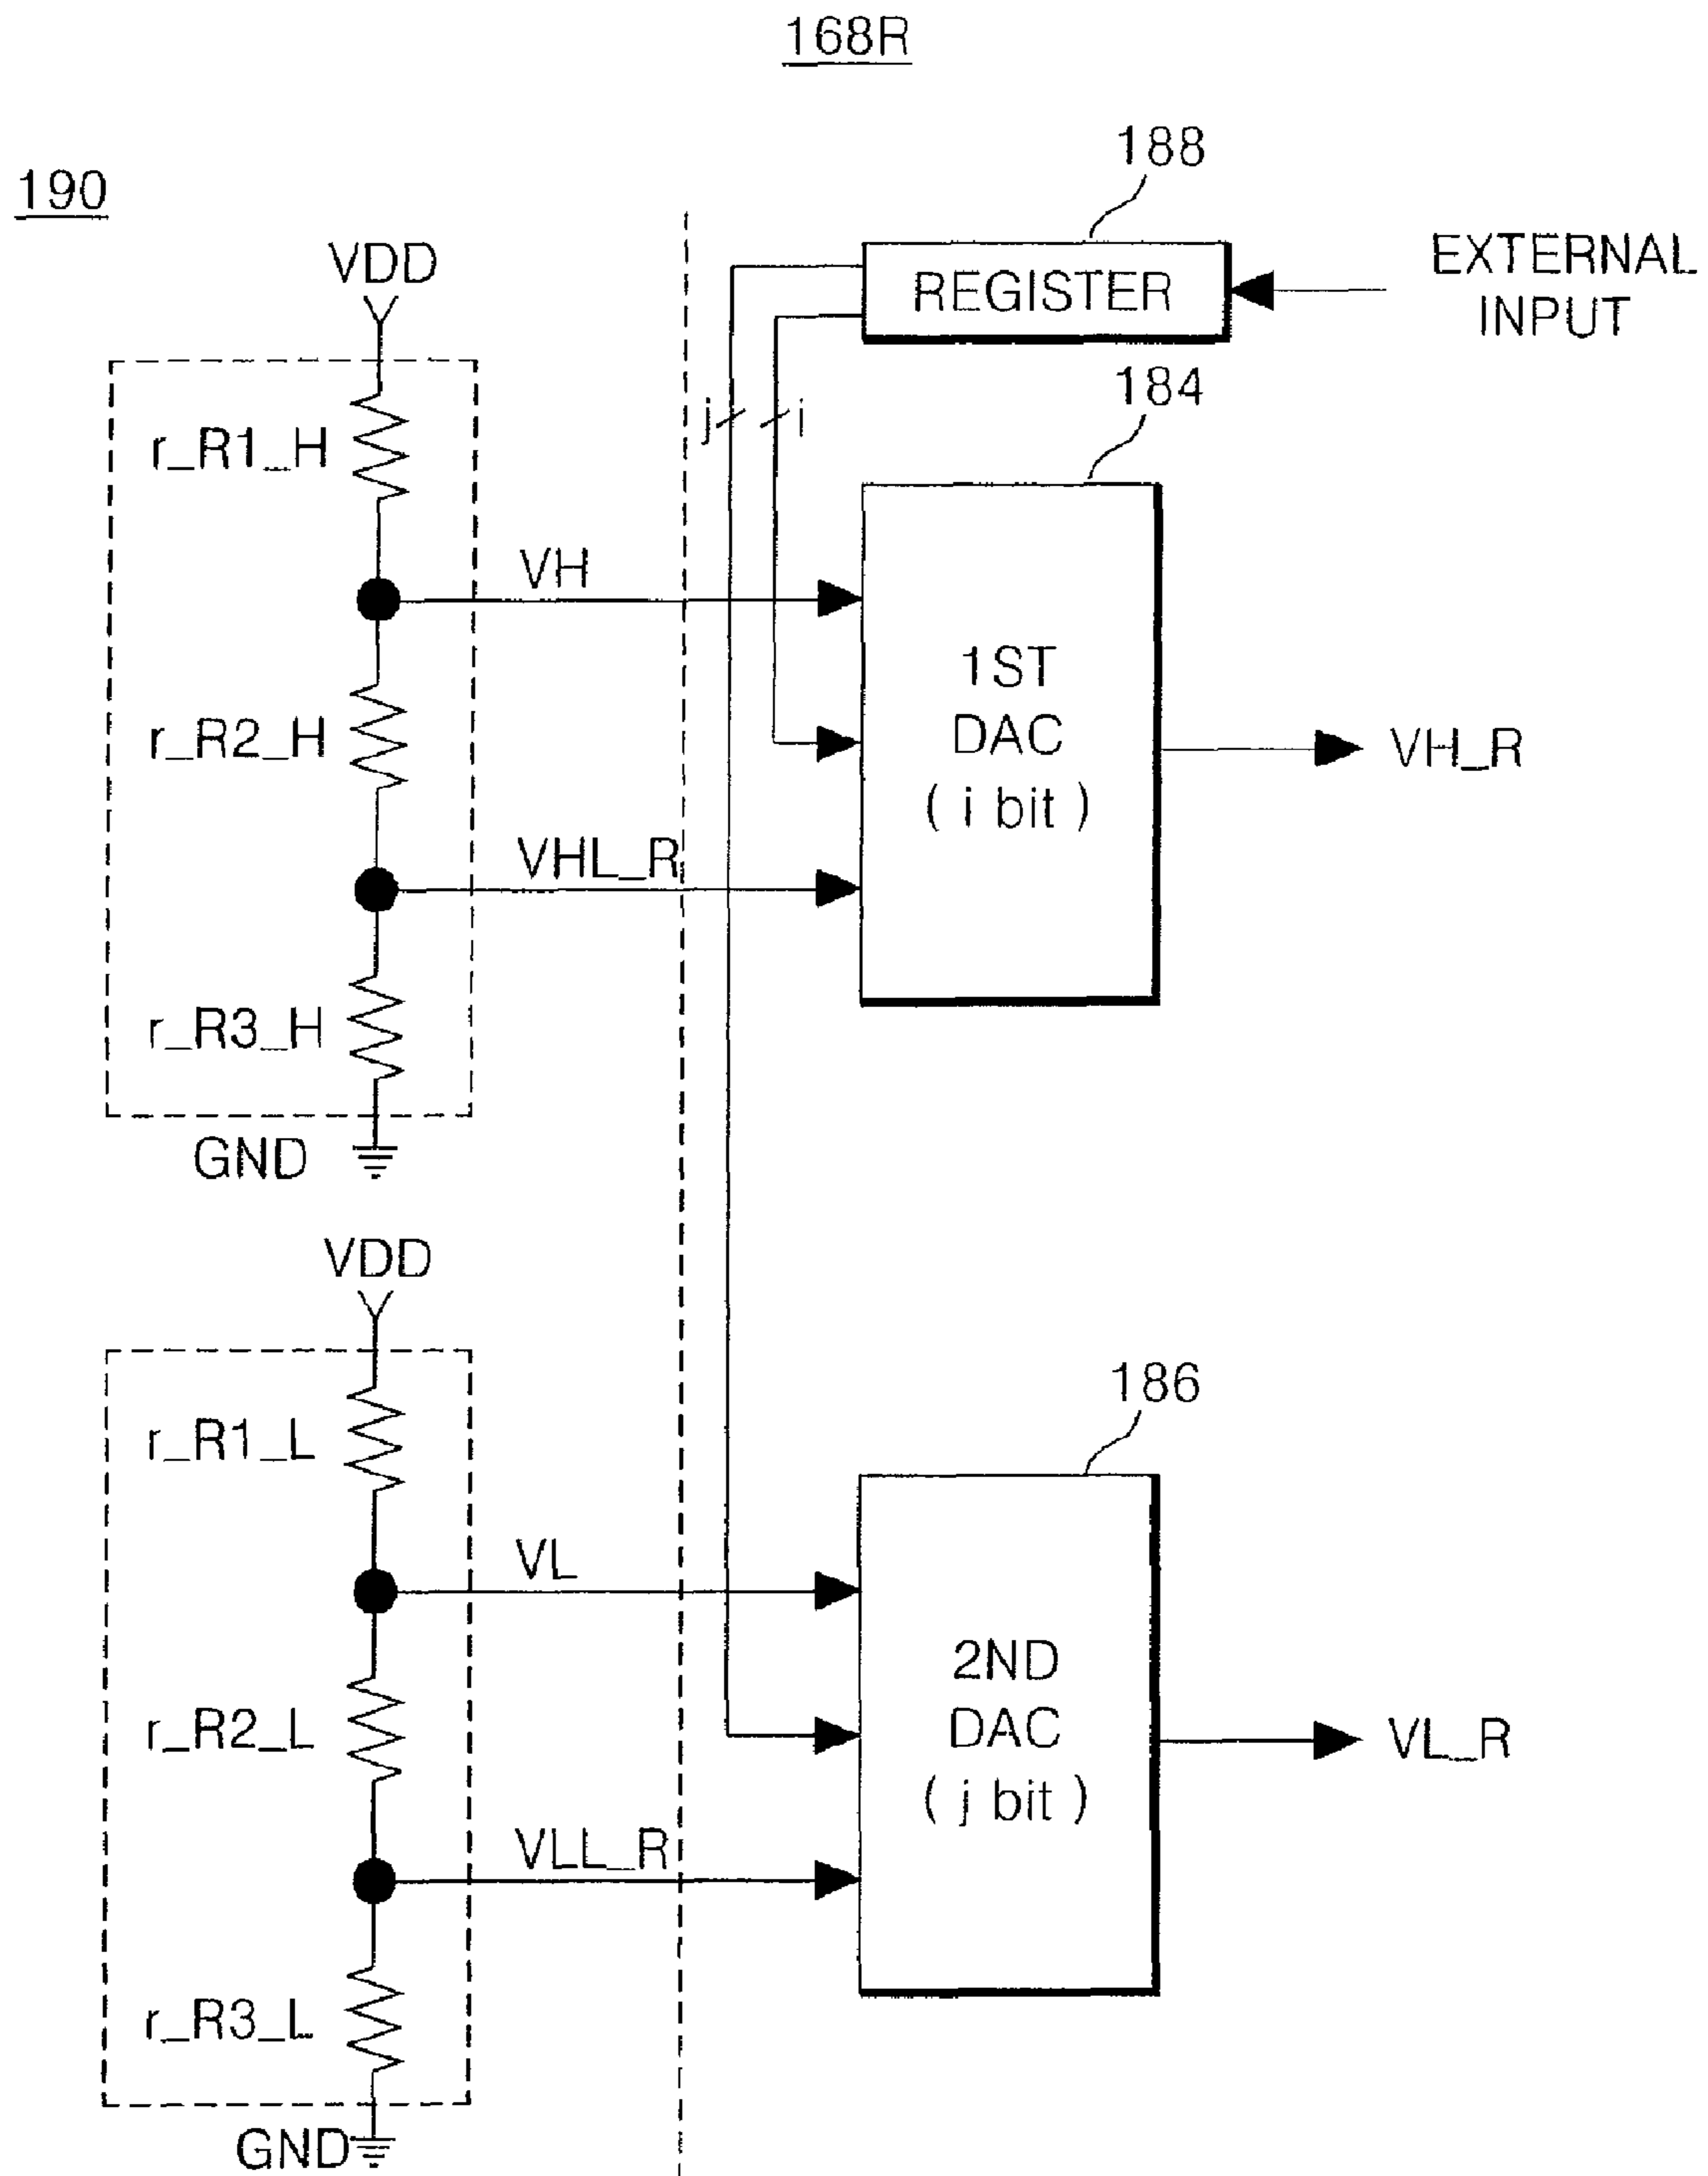 168R
190
188
VDD
REGISTER
EXTERNAL
INPUT
j
i
184
r_R1_H
VH
1ST
DAC
( i bit )
r_R2_H
VH_R
VHL_R
r_R3_H
GND
VDD
186
r_R1_L
VL
2ND
DAC
( j bit )
r_R2_L
VL_R
VLL_R
r_R3_L
GND